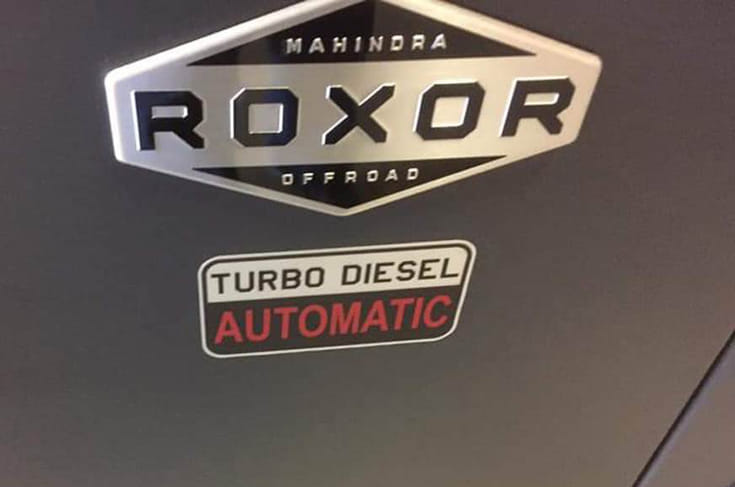 MAHINDRA
ROXOR
OFFROAD
TURBO DIESEL
AUTOMATIC